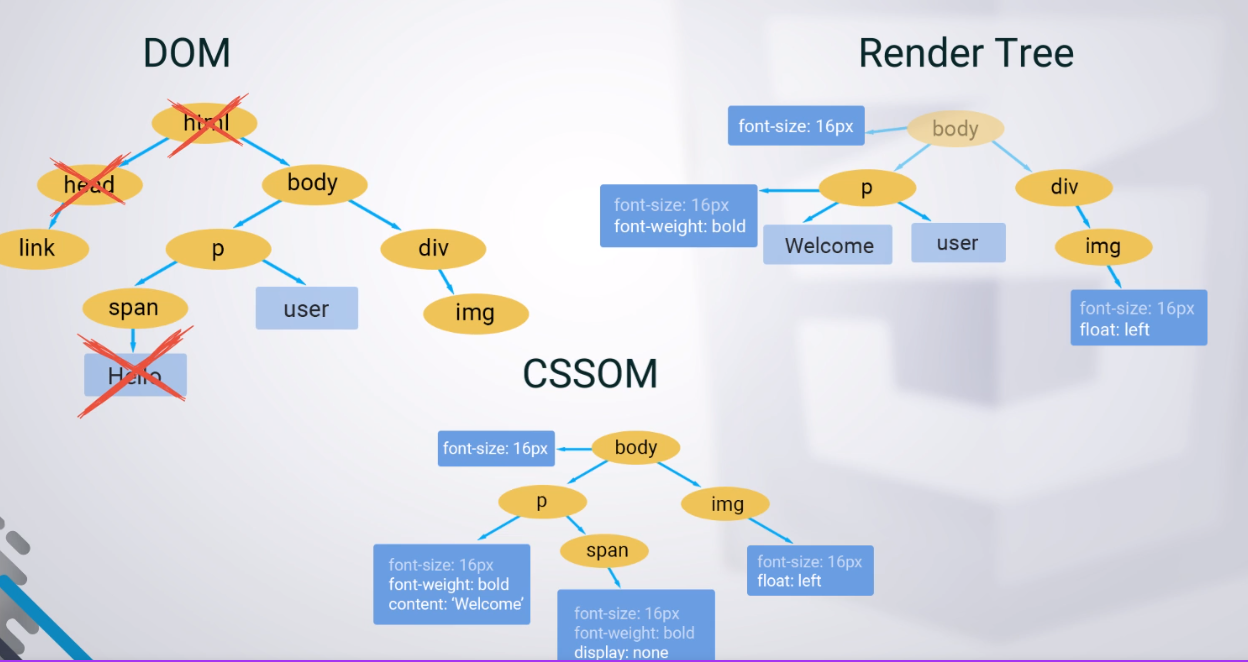 DOM
html
head
body
link
p
div
span
user
img
Hello
Render Tree
font-size: 16px
body
p
div
font-size: 16px
font-weight: bold
Welcome
user
img
font-size: 16px
float: left
CSSOM
font-size: 16px
body
p
img
span
font-size: 16px
font-weight: bold
content: ‘Welcome’
font-size: 16px
float: left
font-size: 16px
font-weight: bold
display: none